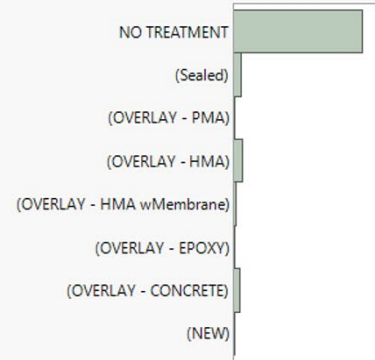 NO TREATMENT
(Sealed)
(OVERLAY - PMA)
(OVERLAY - HMA)
(OVERLAY - HMA wMembrane)
(OVERLAY - EPOXY)
(OVERLAY - CONCRETE)
(NEW)